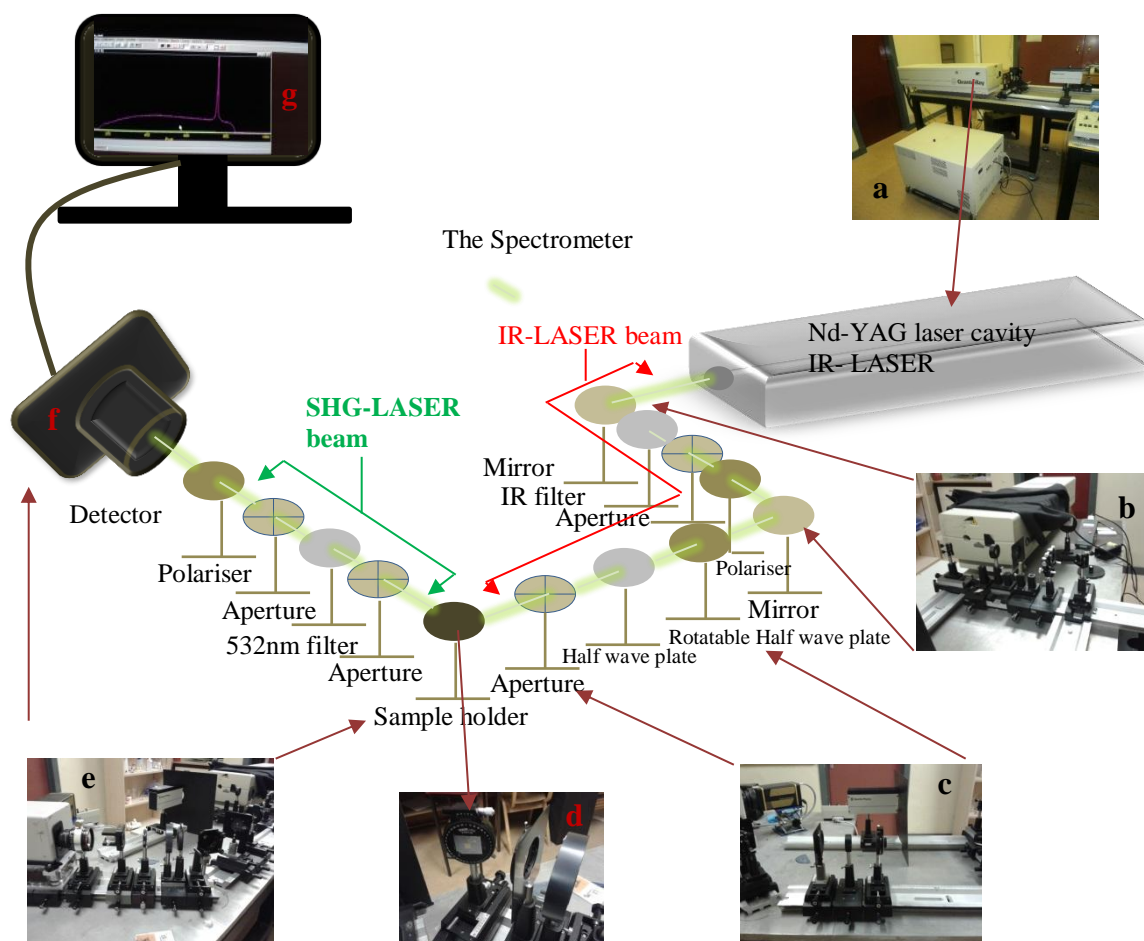 g
a
The Spectrometer
IR-LASER beam
Nd-YAG laser cavity
IR- LASER
f
SHG-LASER
beam
Mirror
IR filter
Aperture
Detector
b
Polariser
Polariser
Mirror
Aperture
532nm filter
Rotatable Half wave plate
Half wave plate
Aperture
Aperture
Sample holder
e
d
c